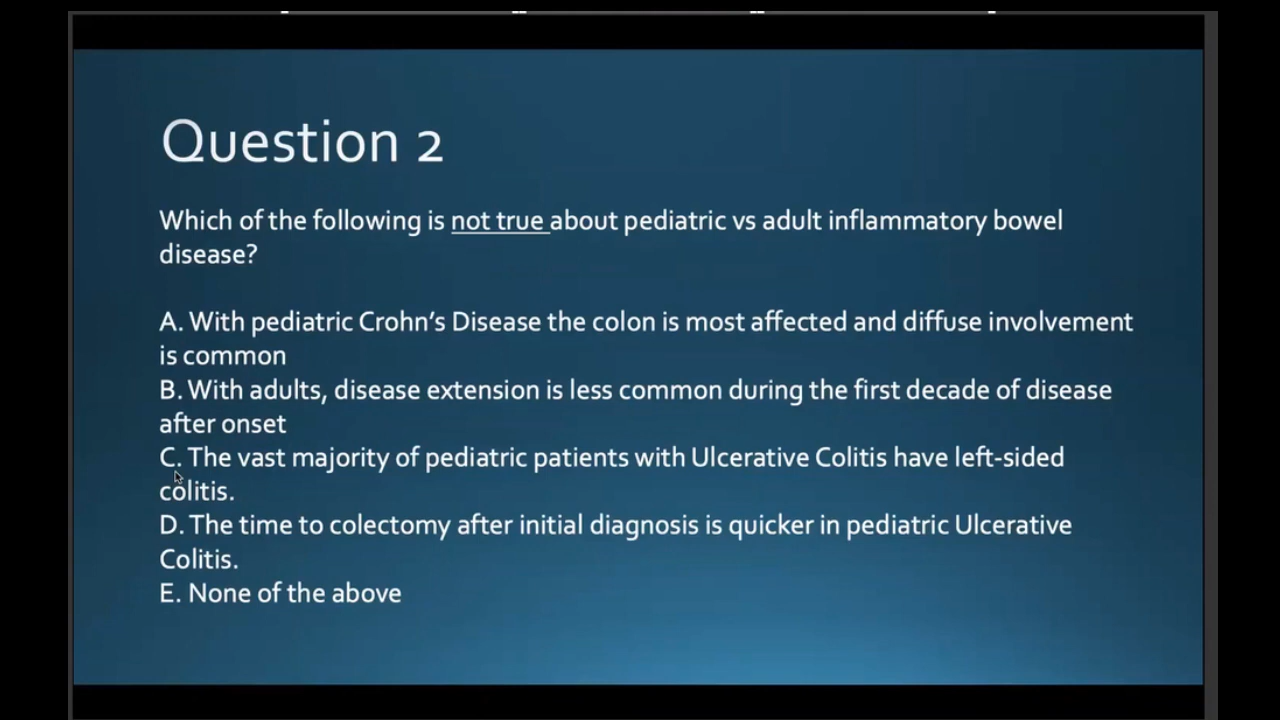 Question 2
Which of the following is not true about pediatric vs adult inflammatory bowel
disease?
A. With pediatric Crohn's Disease the colon is most affected and diffuse involvement
is common
B. With adults, disease extension is less common during the first decade of disease
after onset
C. The vast majority of pediatric patients with Ulcerative Colitis have left-sided
colitis.
D. The time to colectomy after initial diagnosis is quicker in pediatric Ulcerative
Colitis.
E. None of the above